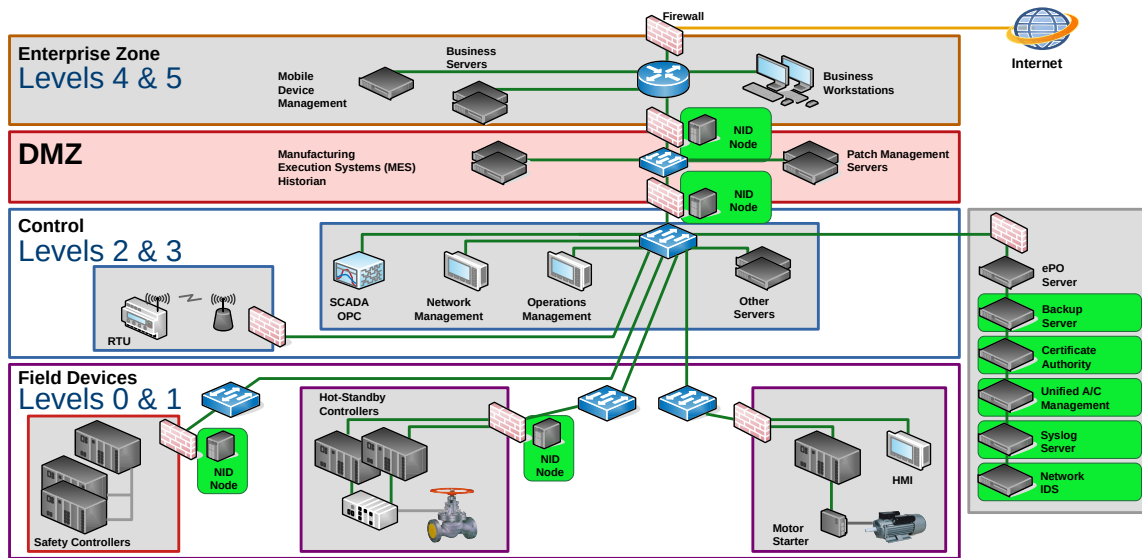 Firewall
Internet
Enterprise Zone
Levels 4 & 5
Business
Servers
Mobile
Device
Management
Business
Workstations
NID
Node
DMZ
Manufacturing
Execution Systems (MES)
Historian
Patch Management
Servers
NID
Node
Control
Levels 2 & 3
SCADA
OPC
Network
Management
Operations
Management
Other
Servers
RTU
ePO
Server
Backup
Server
Certificate
Authority
Unified A/C
Management
Syslog
Server
Network
IDS
Field Devices
Levels 0 & 1
Hot-Standby
Controllers
NID
Node
NID
Node
HMI
Safety Controllers
Motor
Starter